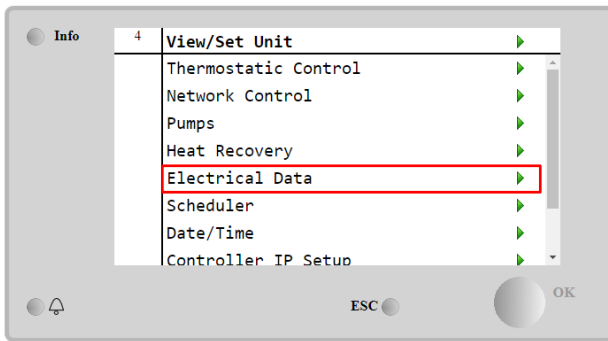 Info
4 View/Set Unit
Thermostatic Control
Network Control
Pumps
Heat Recovery
Electrical Data
Scheduler
Date/Time
Controller IP Setup
ESC
OK